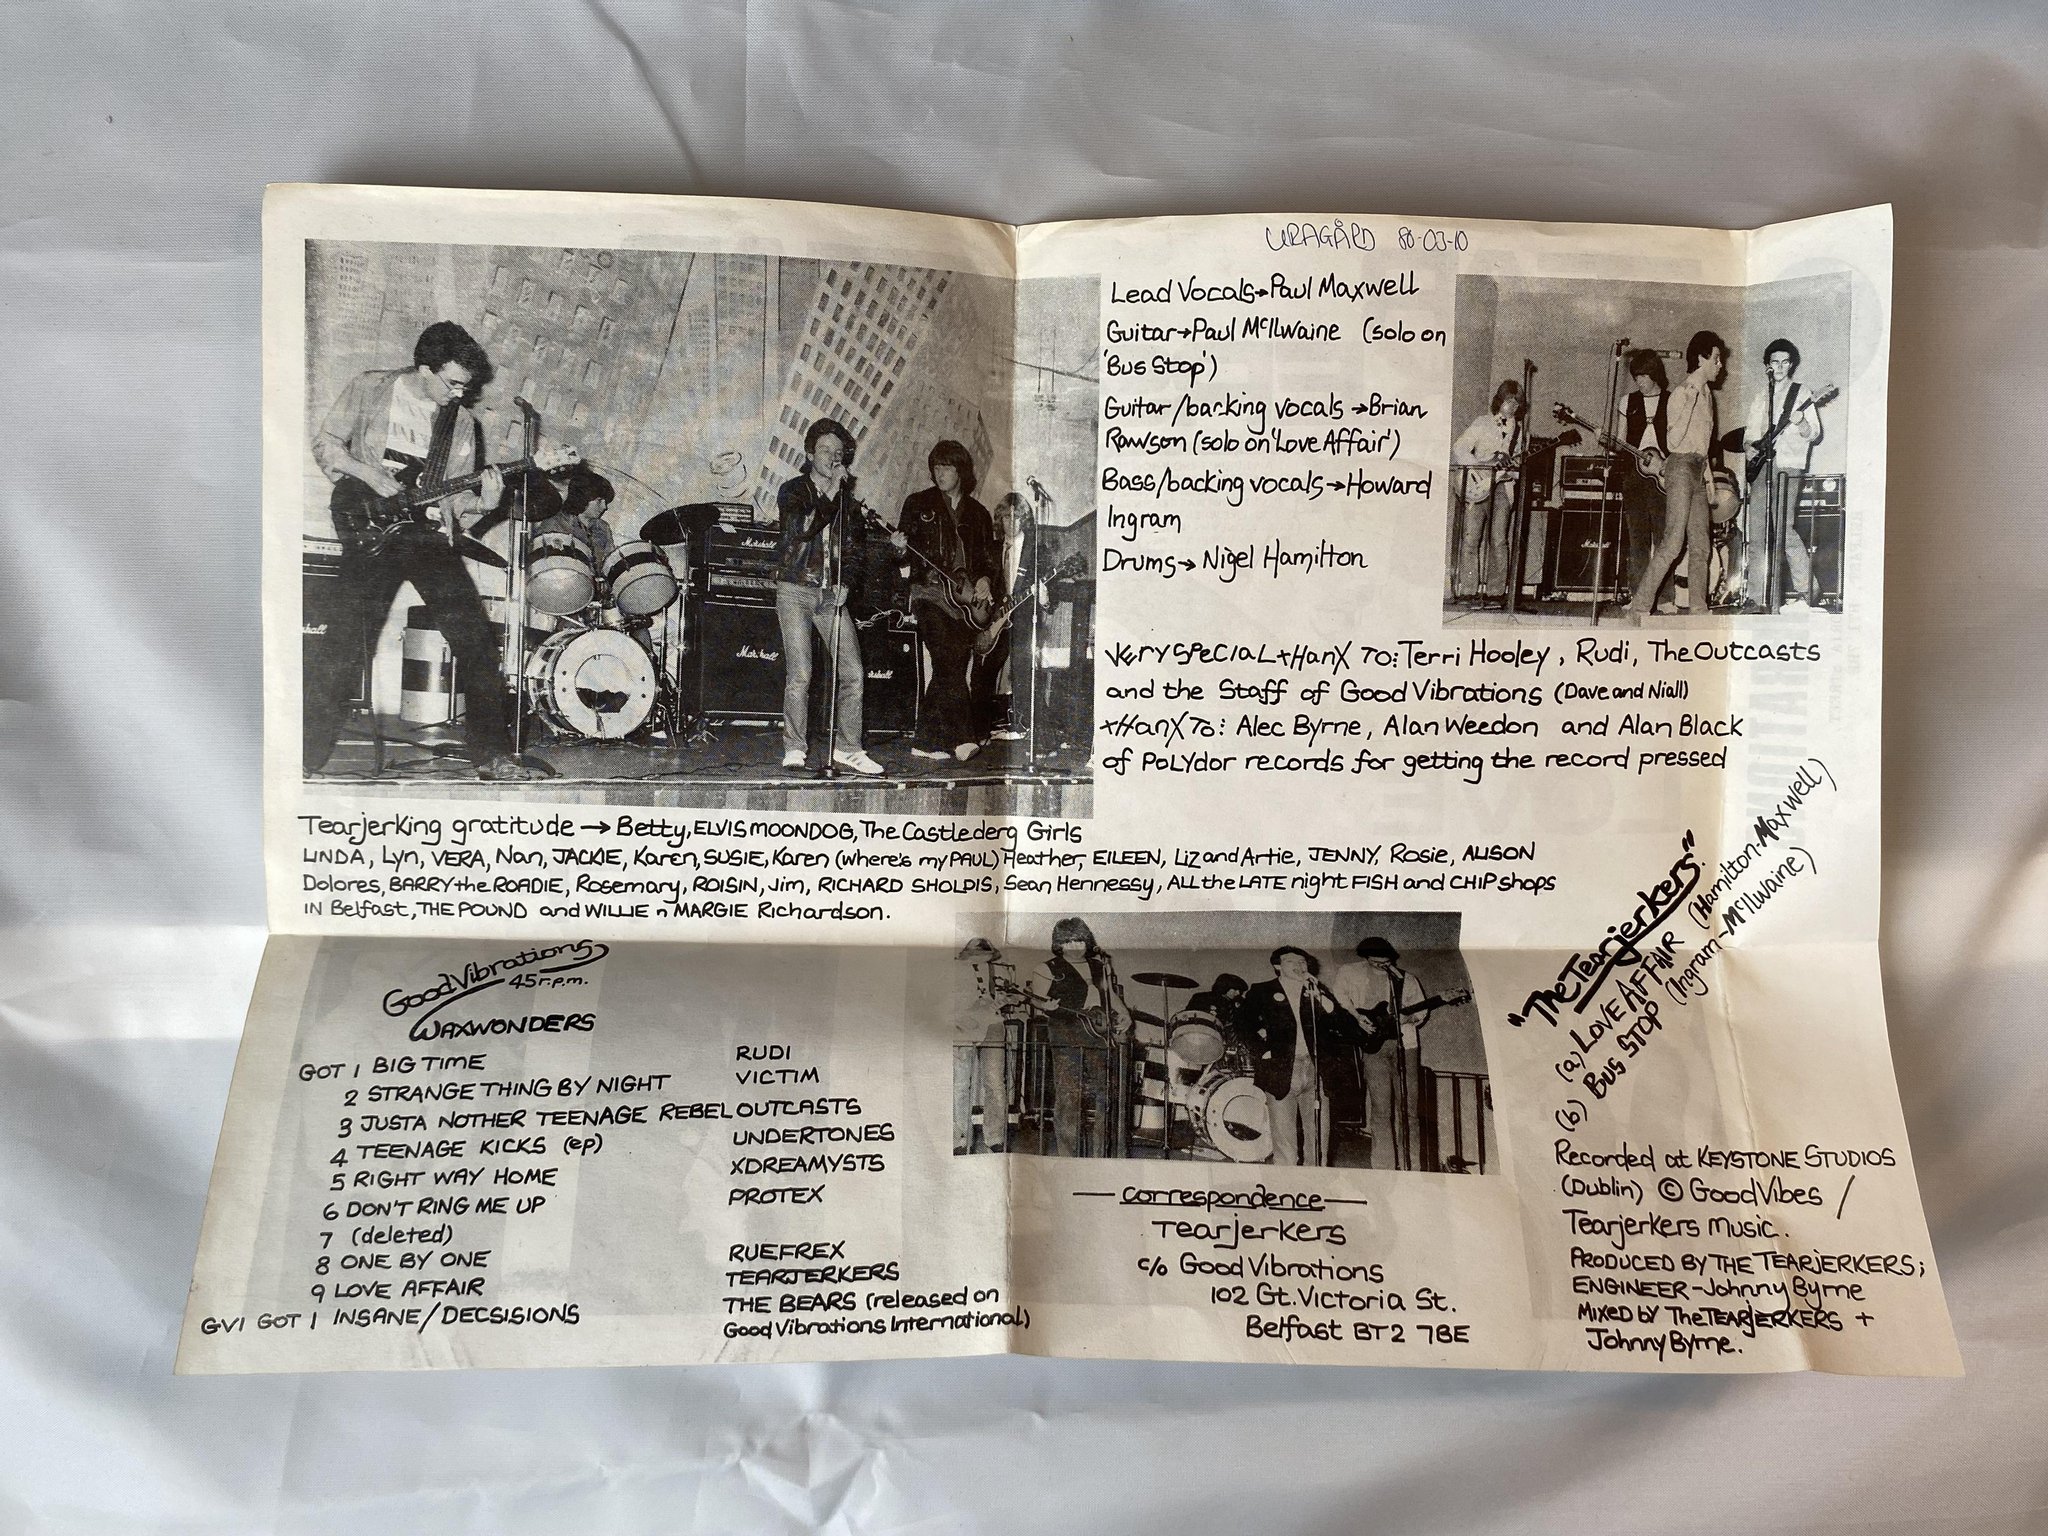 URAGÅRD 80-03-10
Lead Vocals→Paul Maxwell
Guitar→Paul McIlwaine (solo on
'Bus Stop')
Guitar/backing vocals→Brian
Rawson (solo on 'Love Affair')
Bass/backing vocals→Howard
Ingram
Drums→Nigel Hamilton
Marshall
Marshall
Marshall
VERY SPeCIAL tHanX TO: Terri Hooley, Rudi, The Outcasts
and the Staff of Good Vibrations (Dave and Niall)
tHanX TO: Alec Byrne, Alan Weedon and Alan Black
of PoLYdor records for getting the record pressed
Tearjerking gratitude → Betty, ELVIS MOONDOG, The Castlederg Girls
LINDA, Lyn, VERA, Nan, JACKIE, Karen, SUSIE, Karen (where's my PAUL) Heather, EILEEN, Liz and Artie, JENNY, Rosie, ALISON
Dolores, BARRY the ROADIE, Rosemary, ROISIN, Jim, RICHARD SHOLDIS, Sean Hennessy, ALL the LATE night FISH and CHIP shops
IN Belfast, THE POUND and WILLIE n MARGIE Richardson.
Good Vibrations
45 r.p.m.
WAXWONDERS
GOT 1 BIG TIME RUDI
2 STRANGE THING BY NIGHT VICTIM
3 JUSTA NOTHER TEENAGE REBEL OUTCASTS
4 TEENAGE KICKS (ep) UNDERTONES
5 RIGHT WAY HOME XDREAMYSTS
6 DON'T RING ME UP PROTEX
7 (deleted)
8 ONE BY ONE RUEFREX
9 LOVE AFFAIR TEARJERKERS
GVI GOT 1 INSANE/DECSISIONS THE BEARS (released on
Good Vibrations International)
— correspondence —
Tearjerkers
c/o Good Vibrations
102 Gt. Victoria St.
Belfast BT2 7BE
"The Tearjerkers"
(a) LOVE AFFAIR (Hamilton-Maxwell)
(b) BUS STOP (Ingram-McIlwaine)
Recorded at KEYSTONE STUDIOS
(Dublin) © Good Vibes /
Tearjerkers Music.
PRODUCED BY THE TEARJERKERS;
ENGINEER-Johnny Byrne
MIXED by The TEARJERKERS +
Johnny Byrne.